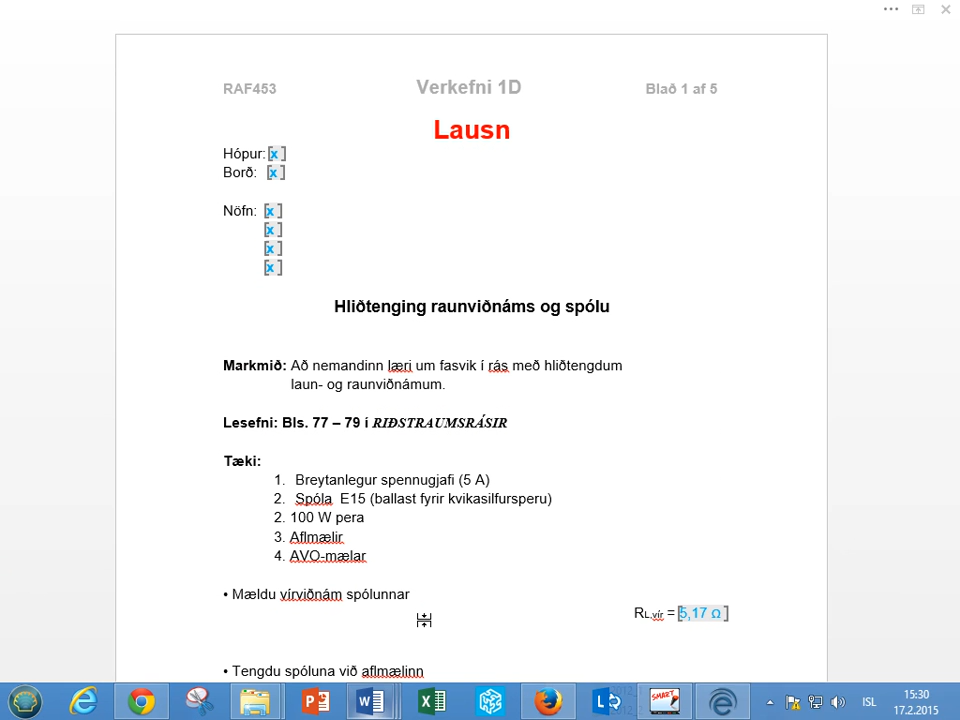 RAF453 Verkefni 1D Blað 1 af 5
Lausn
Hópur: [x ]
Borð: [x ]
Nöfn: [x ]
[x ]
[x ]
[x ]
Hliðtenging raunviðnáms og spólu
Markmið: Að nemandinn læri um fasvik í rás með hliðtengdum
laun- og raunviðnámum.
Lesefni: Bls. 77 – 79 í RIÐSTRAUMSRÁSIR
Tæki:
1. Breytanlegur spennugjafi (5 A)
2. Spóla E15 (ballast fyrir kvikasilfursperu)
2. 100 W pera
3. Aflmælir
4. AVO-mælar
• Mældu vírviðnám spólunnar
RL,vír = [5,17 Ω ]
• Tengdu spóluna við aflmælinn
SMART
ISL
15:30
17.2.2015